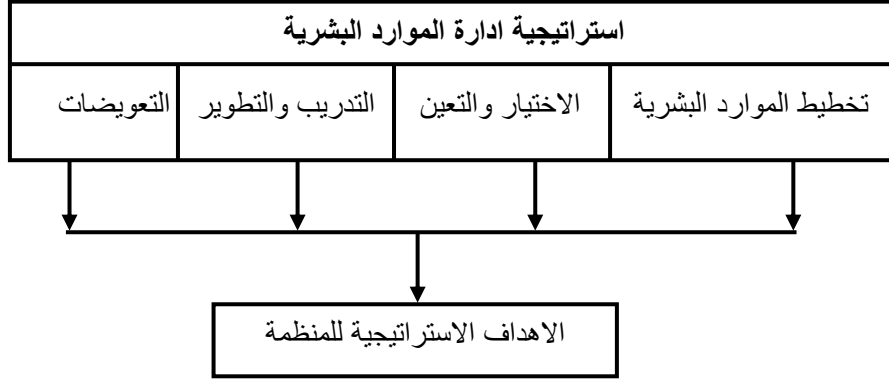 استراتيجية ادارة الموارد البشرية
تخطيط الموارد البشرية
الاختيار والتعين
التدريب والتطوير
التعويضات
الاهداف الاستراتيجية للمنظمة